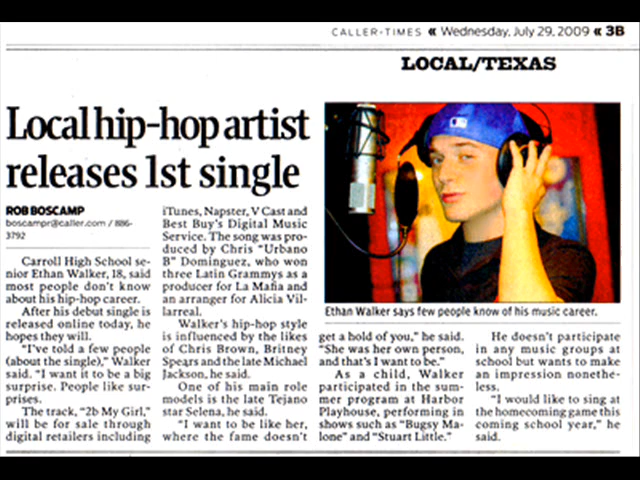 CALLER-TIMES « Wednesday, July 29, 2009 « 3B
LOCAL/TEXAS
Local hip-hop artist
releases 1st single
ROB BOSCAMP
boscampr@caller.com / 886-
3792
Carroll High School se-
nior Ethan Walker, 18, said
most people don't know
about his hip-hop career.
After his debut single is
released online today, he
hopes they will.
"I've told a few people
(about the single)," Walker
said. "I want it to be a big
surprise. People like sur-
prises.
The track, "2b My Girl,"
will be for sale through
digital retailers including
iTunes, Napster, V Cast and
Best Buy's Digital Music
Service. The song was pro-
duced by Chris "Urbano
B" Dominguez, who won
three Latin Grammys as a
producer for La Mafia and
an arranger for Alicia Vil-
larreal.
Walker's hip-hop style
is influenced by the likes
of Chris Brown, Britney
Spears and the late Michael
Jackson, he said.
One of his main role
models is the late Tejano
star Selena, he said.
"I want to be like her,
where the fame doesn't
Ethan Walker says few people know of his music career.
get a hold of you," he said.
"She was her own person,
and that's I want to be."
As a child, Walker
participated in the sum-
mer program at Harbor
Playhouse, performing in
shows such as "Bugsy Ma-
lone" and "Stuart Little."
He doesn't participate
in any music groups at
school but wants to make
an impression nonethe-
less.
"I would like to sing at
the homecoming game this
coming school year," he
said.